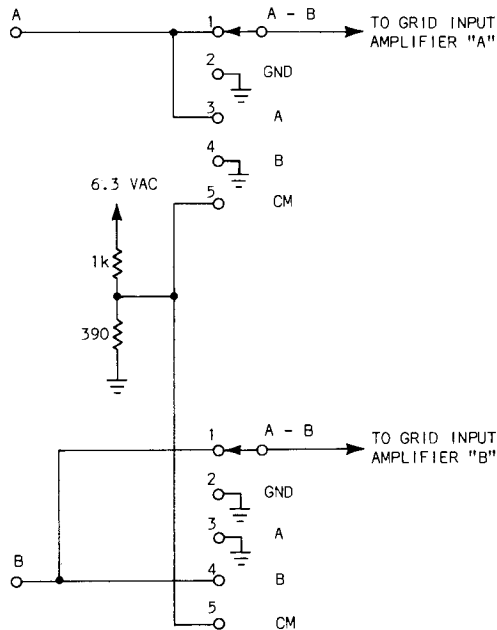 A
1
A - B
TO GRID INPUT
AMPLIFIER "A"
2
GND
3
A
4
B
5
CM
6.3 VAC
1k
390
1
A - B
TO GRID INPUT
AMPLIFIER "B"
2
GND
3
A
B
4
B
5
CM